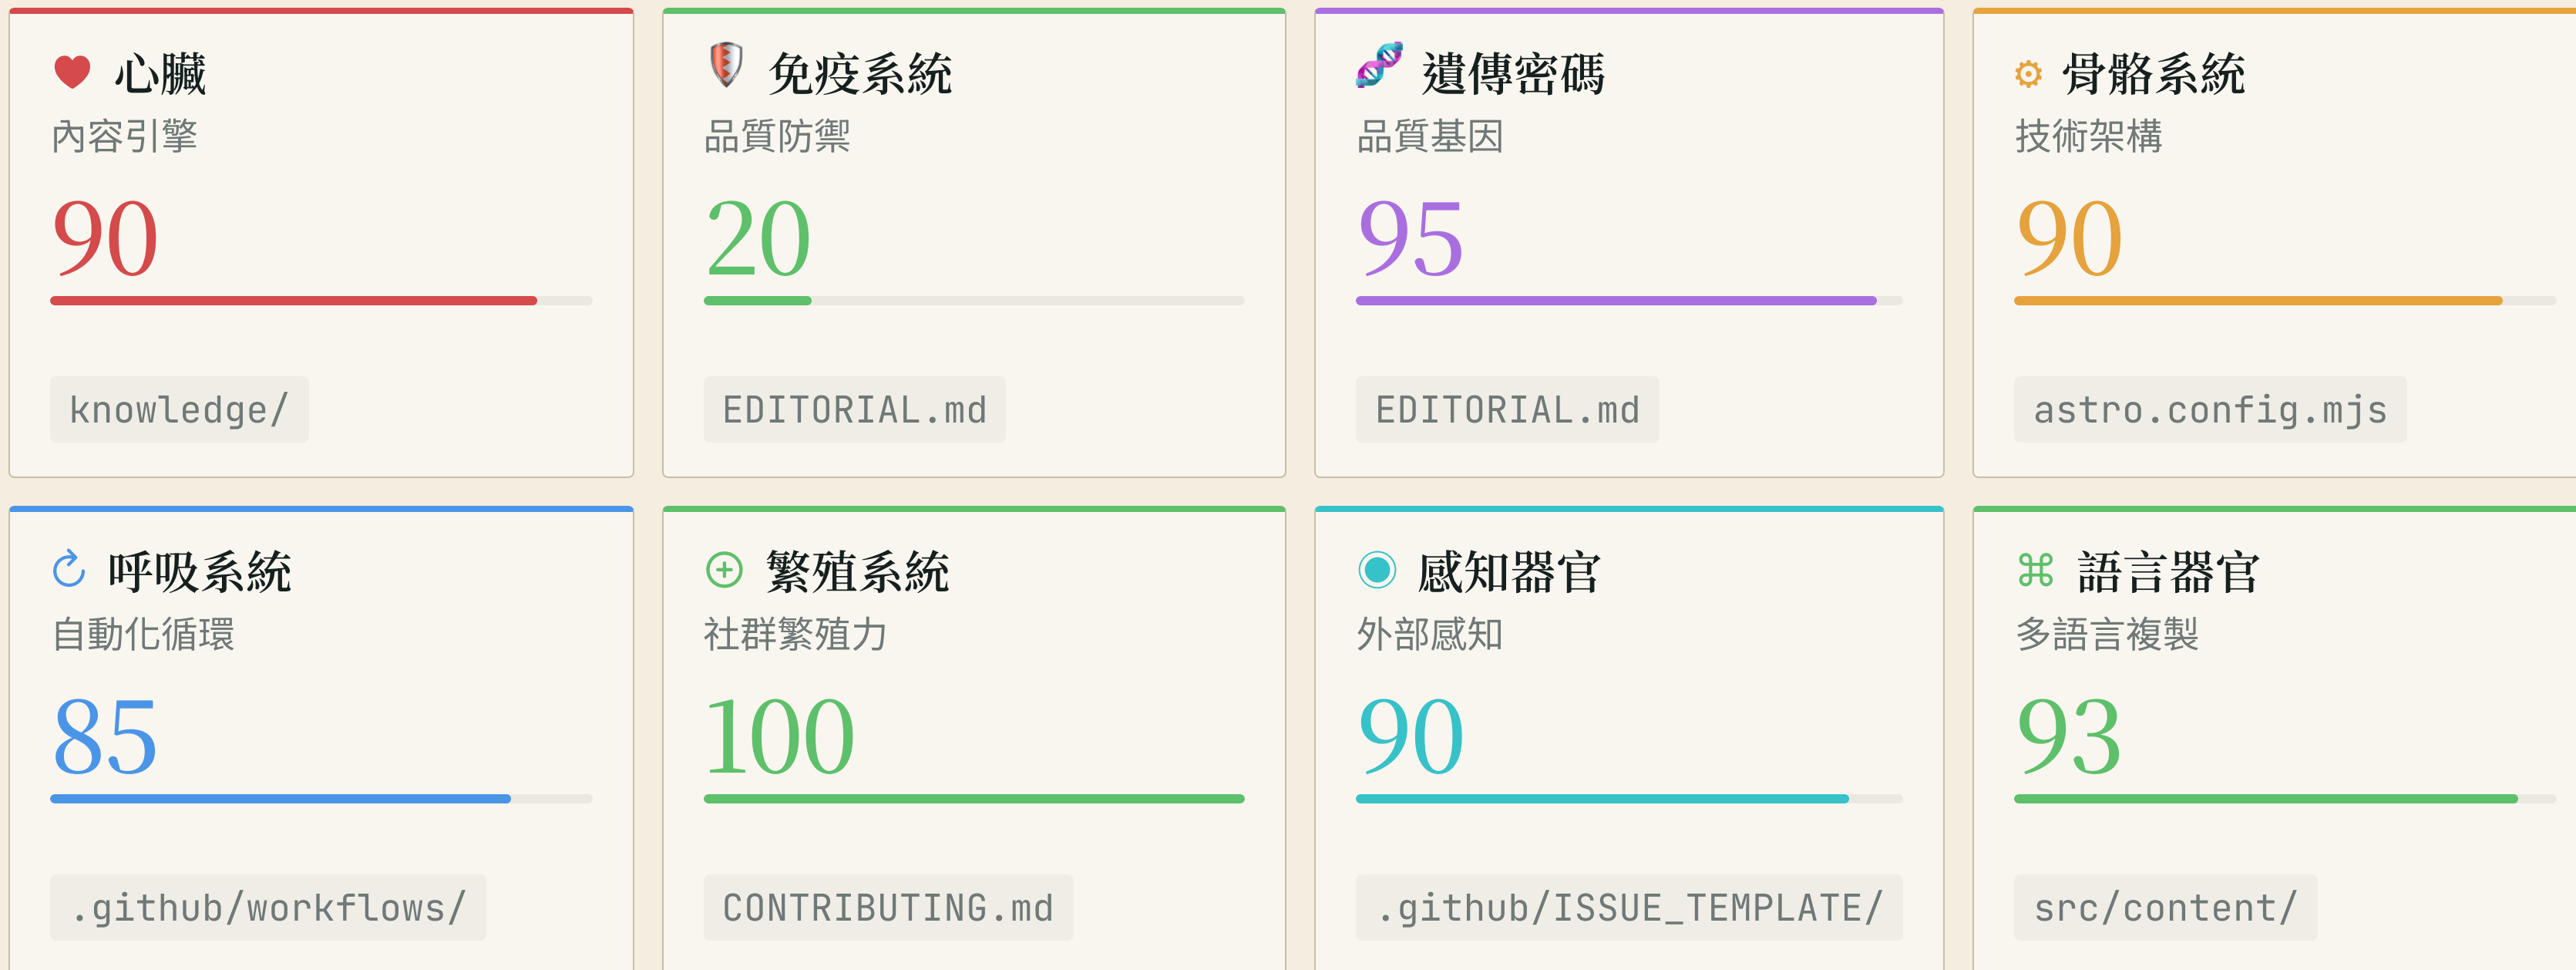 心臟
內容引擎
90
knowledge/
免疫系統
品質防禦
20
EDITORIAL.md
遺傳密碼
品質基因
95
EDITORIAL.md
骨骼系統
技術架構
90
astro.config.mjs
呼吸系統
自動化循環
85
.github/workflows/
繁殖系統
社群繁殖力
100
CONTRIBUTING.md
感知器官
外部感知
90
.github/ISSUE_TEMPLATE/
語言器官
多語言複製
93
src/content/